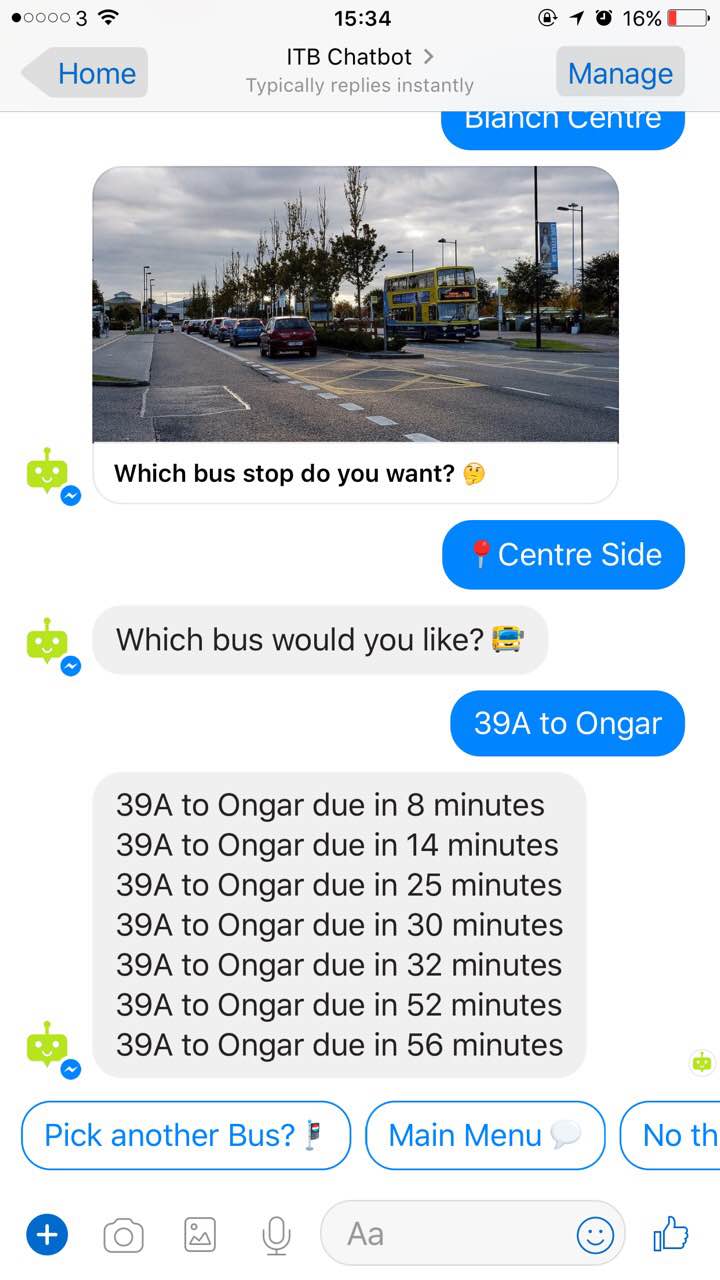 3 15:34 16%
Home ITB Chatbot Manage
Typically replies instantly
Blanch Centre
Which bus stop do you want? 🤔
📍Centre Side
Which bus would you like? 🚌
39A to Ongar
39A to Ongar due in 8 minutes
39A to Ongar due in 14 minutes
39A to Ongar due in 25 minutes
39A to Ongar due in 30 minutes
39A to Ongar due in 32 minutes
39A to Ongar due in 52 minutes
39A to Ongar due in 56 minutes
Pick another Bus?🚏 Main Menu 💬 No th
Aa